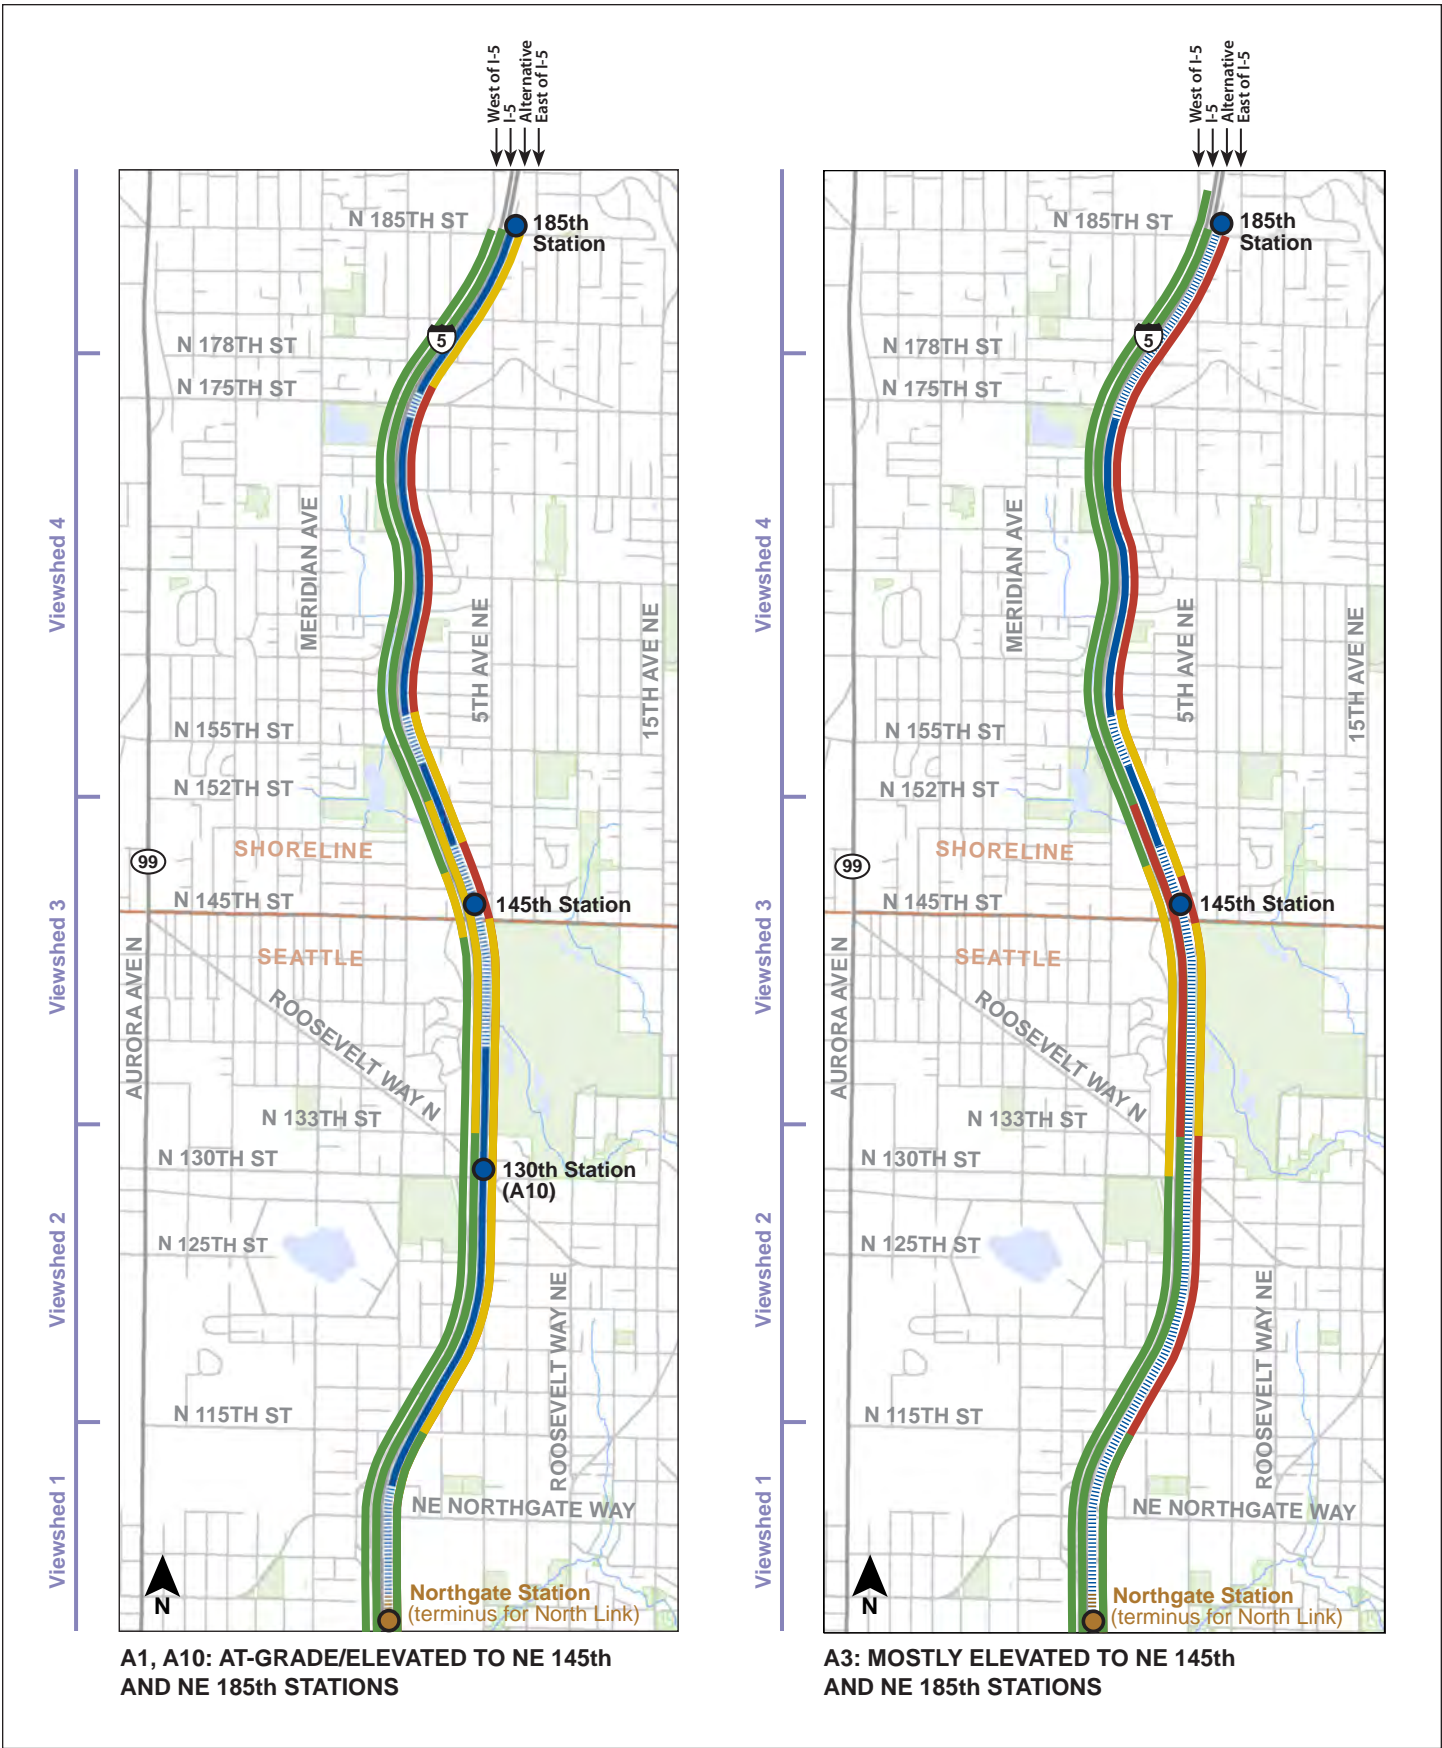 West of I-5
I-5
Alternative
East of I-5
N 185TH ST
185th
Station
5
N 178TH ST
N 175TH ST
Viewshed 4
MERIDIAN AVE
5TH AVE NE
15TH AVE NE
N 155TH ST
N 152TH ST
SHORELINE
99
N 145TH ST
145th Station
Viewshed 3
SEATTLE
AURORA AVE N
ROOSEVELT WAY N
N 133TH ST
N 130TH ST
130th Station
(A10)
Viewshed 2
N 125TH ST
ROOSEVELT WAY NE
N 115TH ST
Viewshed 1
NE NORTHGATE WAY
N
Northgate Station
(terminus for North Link)
A1, A10: AT-GRADE/ELEVATED TO NE 145th
AND NE 185th STATIONS
West of I-5
I-5
Alternative
East of I-5
N 185TH ST
185th
Station
5
N 178TH ST
N 175TH ST
Viewshed 4
MERIDIAN AVE
5TH AVE NE
15TH AVE NE
N 155TH ST
N 152TH ST
SHORELINE
99
N 145TH ST
145th Station
Viewshed 3
SEATTLE
AURORA AVE N
ROOSEVELT WAY N
N 133TH ST
N 130TH ST
Viewshed 2
N 125TH ST
ROOSEVELT WAY NE
N 115TH ST
Viewshed 1
NE NORTHGATE WAY
N
Northgate Station
(terminus for North Link)
A3: MOSTLY ELEVATED TO NE 145th
AND NE 185th STATIONS